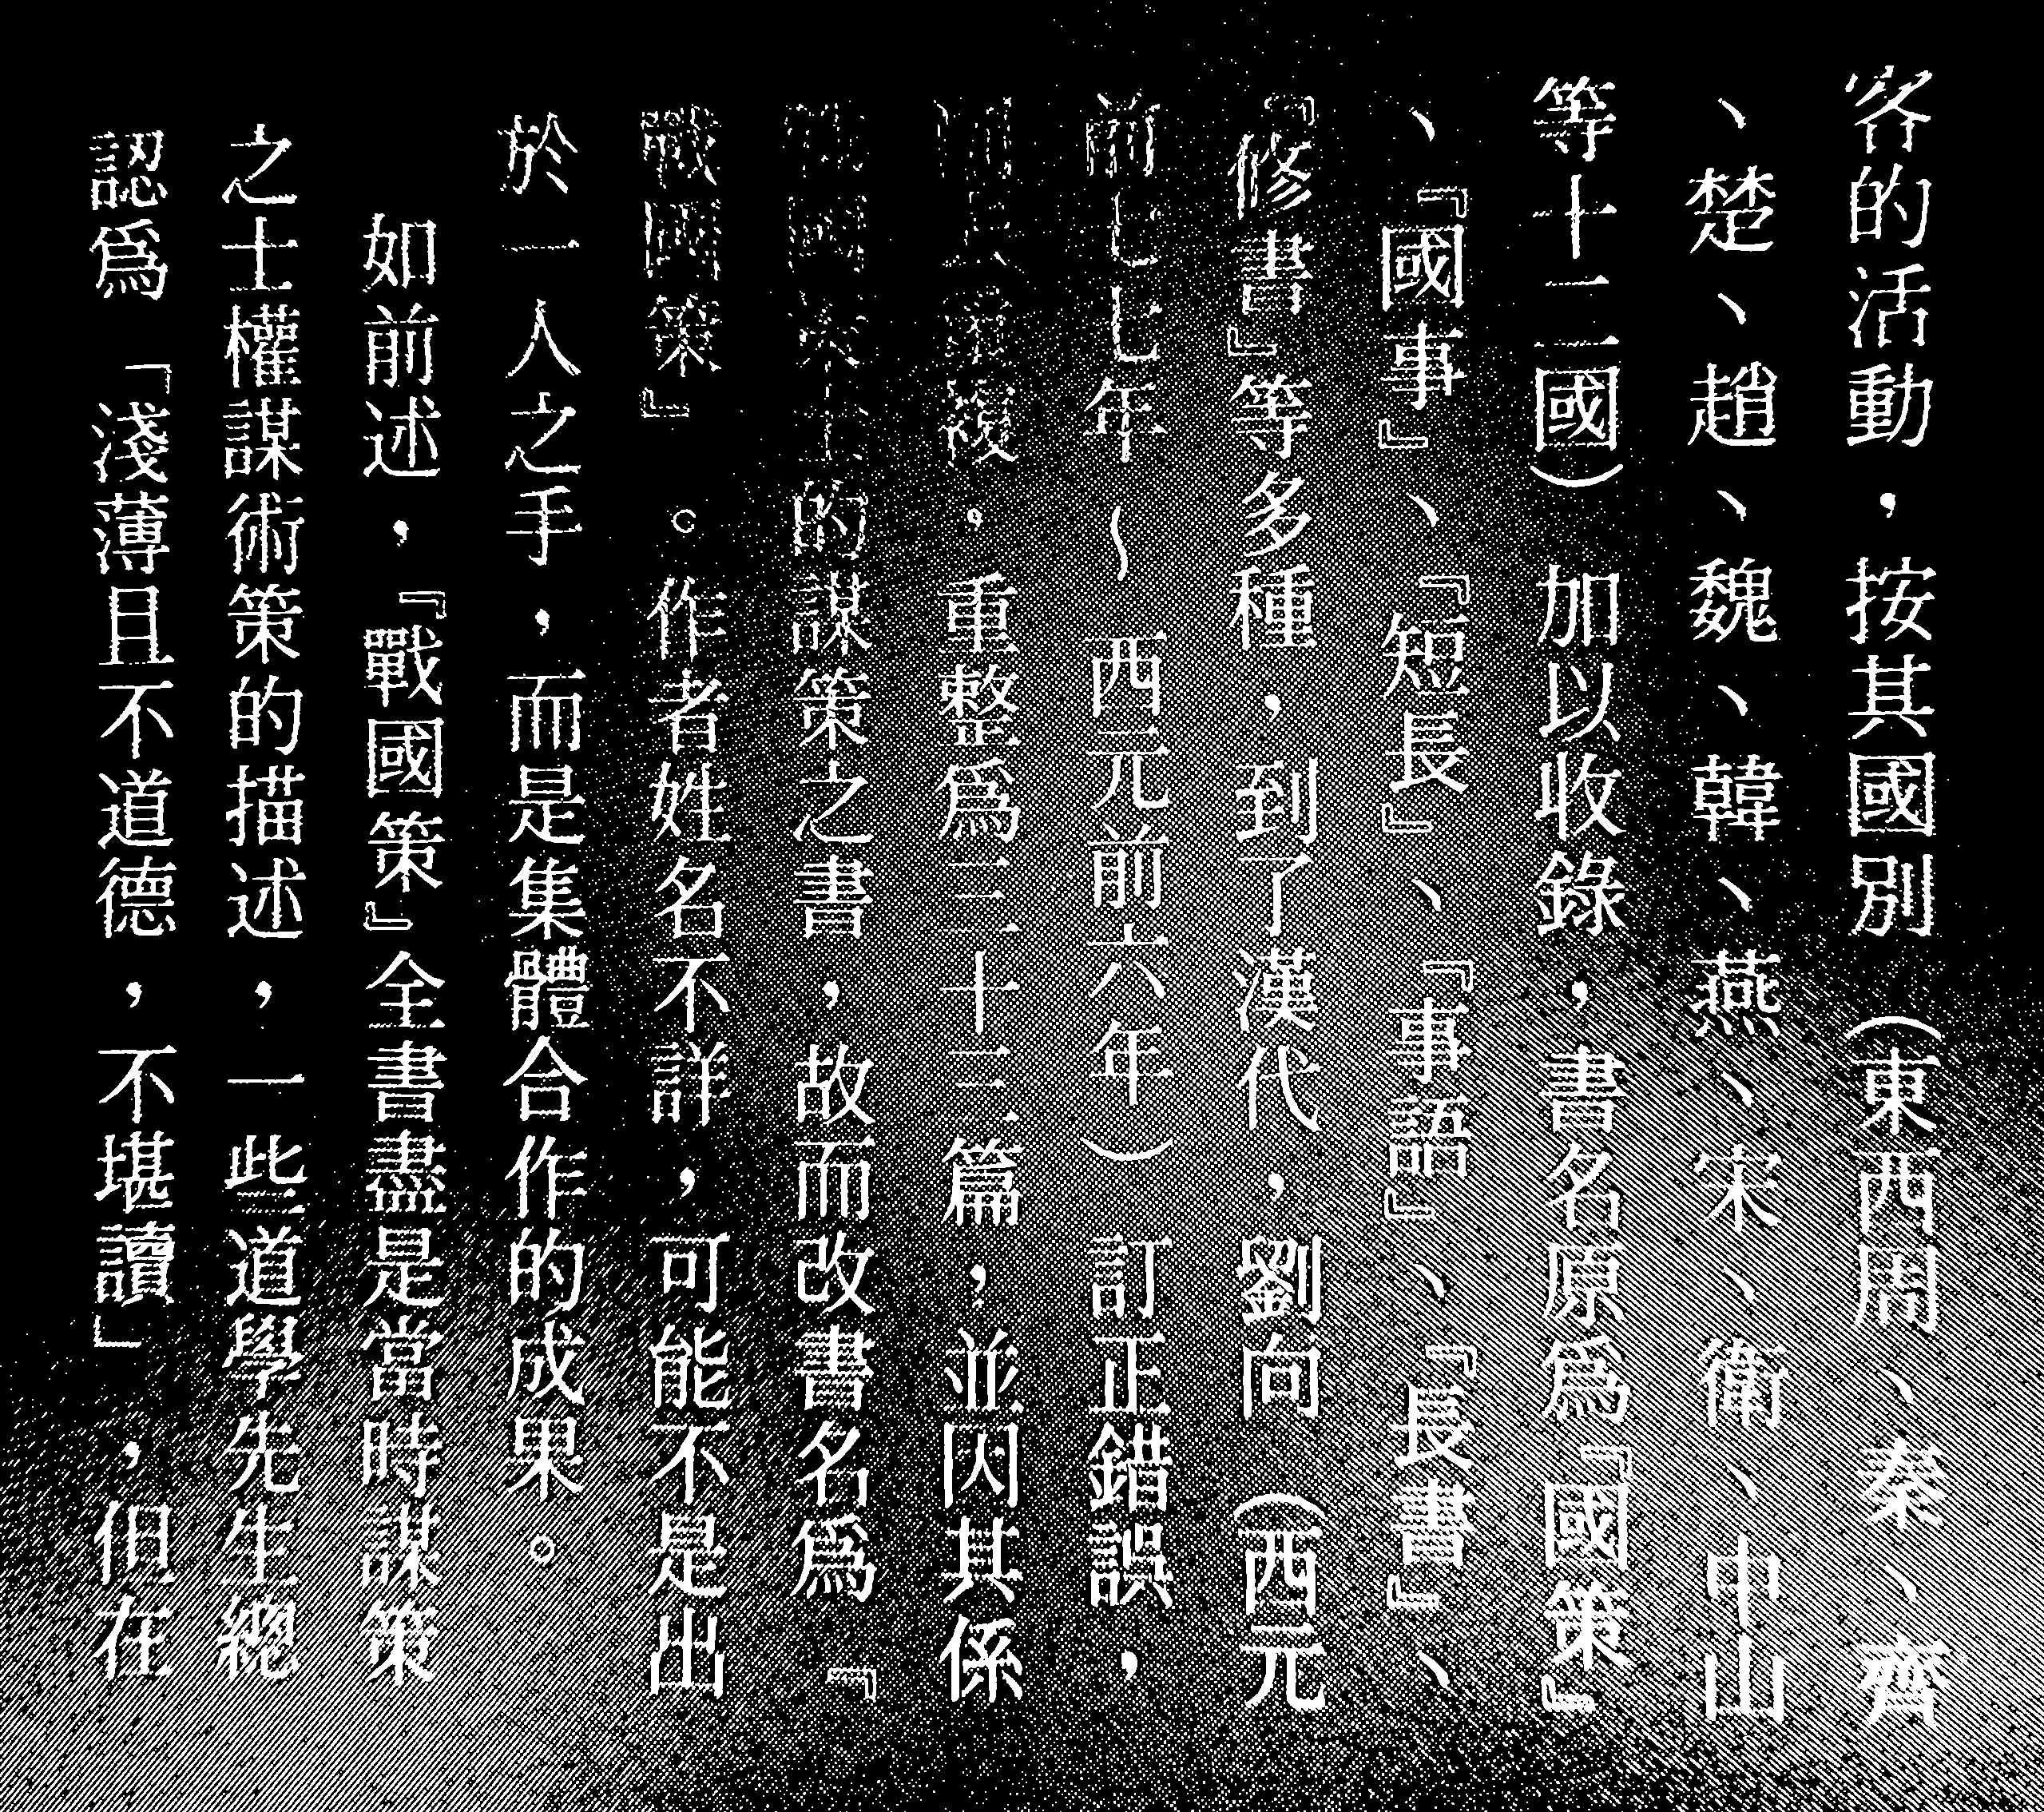 客的活動，按其國別（東西周、秦、齊
、楚、趙、魏、韓、燕、宋、衛、中山
等十二國）加以收錄，書名原爲『國策』
、『國事』、『短長』、『事語』、『長書』、
『修書』等多種，到了漢代，劉向（西元
前七七年～西元前六年）訂正錯誤，
重複。重整爲三十三篇，並因其係
的謀策之書，故而改書名爲『
戰國策』。作者姓名不詳，可能不是出
於一人之手，而是集體合作的成果。
如前述，『戰國策』全書盡是當時謀策
之士權謀術策的描述，一些道學先生總
認爲「淺薄且不道德，不堪讀」，但在